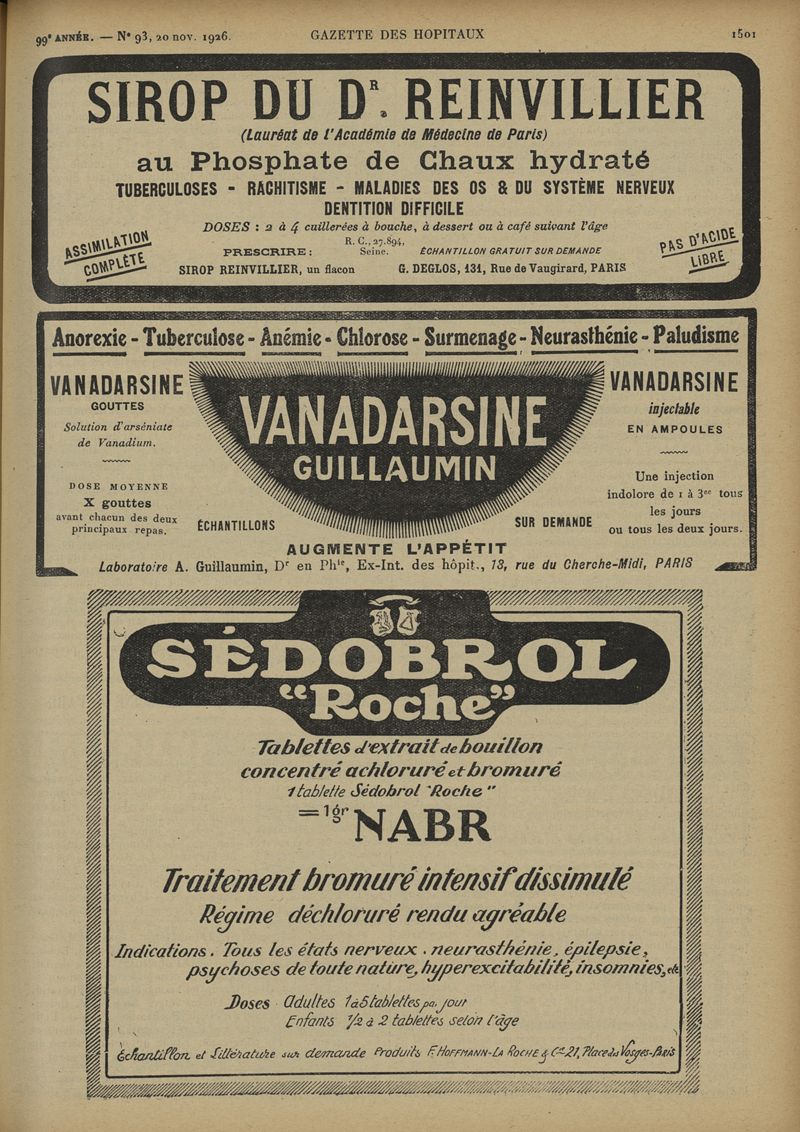 99e ANNÉE. — N° 93, 20 nov. 1926.
GAZETTE DES HOPITAUX
1501
SIROP DU DR. REINVILLIER
(Lauréat de l'Académie de Médecine de Paris)
au Phosphate de Chaux hydraté
TUBERCULOSES - RACHITISME - MALADIES DES OS & DU SYSTÈME NERVEUX
DENTITION DIFFICILE
DOSES : 2 à 4 cuillerées à bouche, à dessert ou à café suivant l'âge
ASSIMILATION
COMPLÈTE
PRESCRIRE :
R. C., 27.894,
Seine.
ÉCHANTILLON GRATUIT SUR DEMANDE
PAS D'ACIDE
LIBRE
SIROP REINVILLIER, un flacon
G. DEGLOS, 131, Rue de Vaugirard, PARIS
Anorexie - Tuberculose - Anémie - Chlorose - Surmenage - Neurasthénie - Paludisme
VANADARSINE
GOUTTES
Solution d'arséniate
de Vanadium.
DOSE MOYENNE
X gouttes
avant chacun des deux
principaux repas.
VANADARSINE
GUILLAUMIN
ÉCHANTILLONS
SUR DEMANDE
VANADARSINE
injectable
EN AMPOULES
Une injection
indolore de 1 à 3cc tous
les jours
ou tous les deux jours.
AUGMENTE L'APPÉTIT
Laboratoire A. Guillaumin, Dr en Phie, Ex-Int. des hôpit., 13, rue du Cherche-Midi, PARIS
SÉDOBROL
"Roche"
Tablettes d'extrait de bouillon
concentré achloruré et bromuré
1 tablette Sédobrol "Roche"
= 1gr NABR
Traitement bromuré intensif dissimulé
Régime déchloruré rendu agréable
Indications. Tous les états nerveux. neurasthénie, épilepsie,
psychoses de toute nature, hyperexcitabilité, insomnies, etc
Doses Adultes 1 à 5 tablettes par jour
Enfants 1/2 à 2 tablettes selon l'âge
Échantillon et Littérature sur demande Produits F. HOFFMANN-LA ROCHE & Cie 21, Place des Vosges-Paris